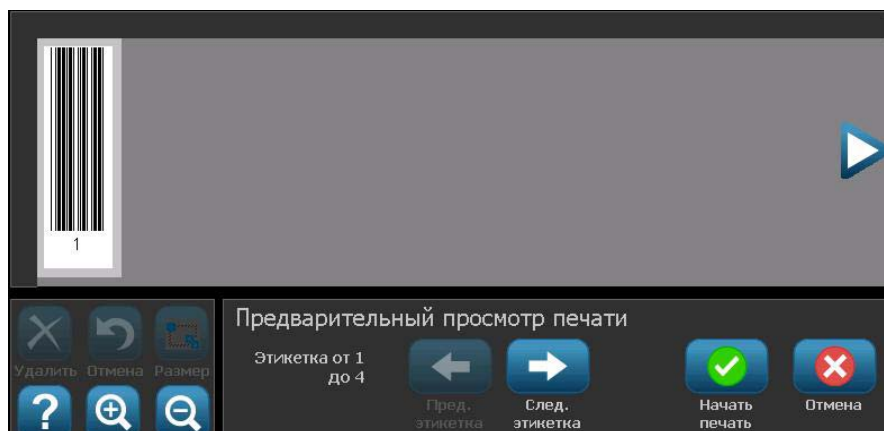 1
Предварительный просмотр печати
Этикетка от 1
до 4
Удалить Отмена Размер
Пред.
этикетка
След.
этикетка
Начать
печать
Отмена
?